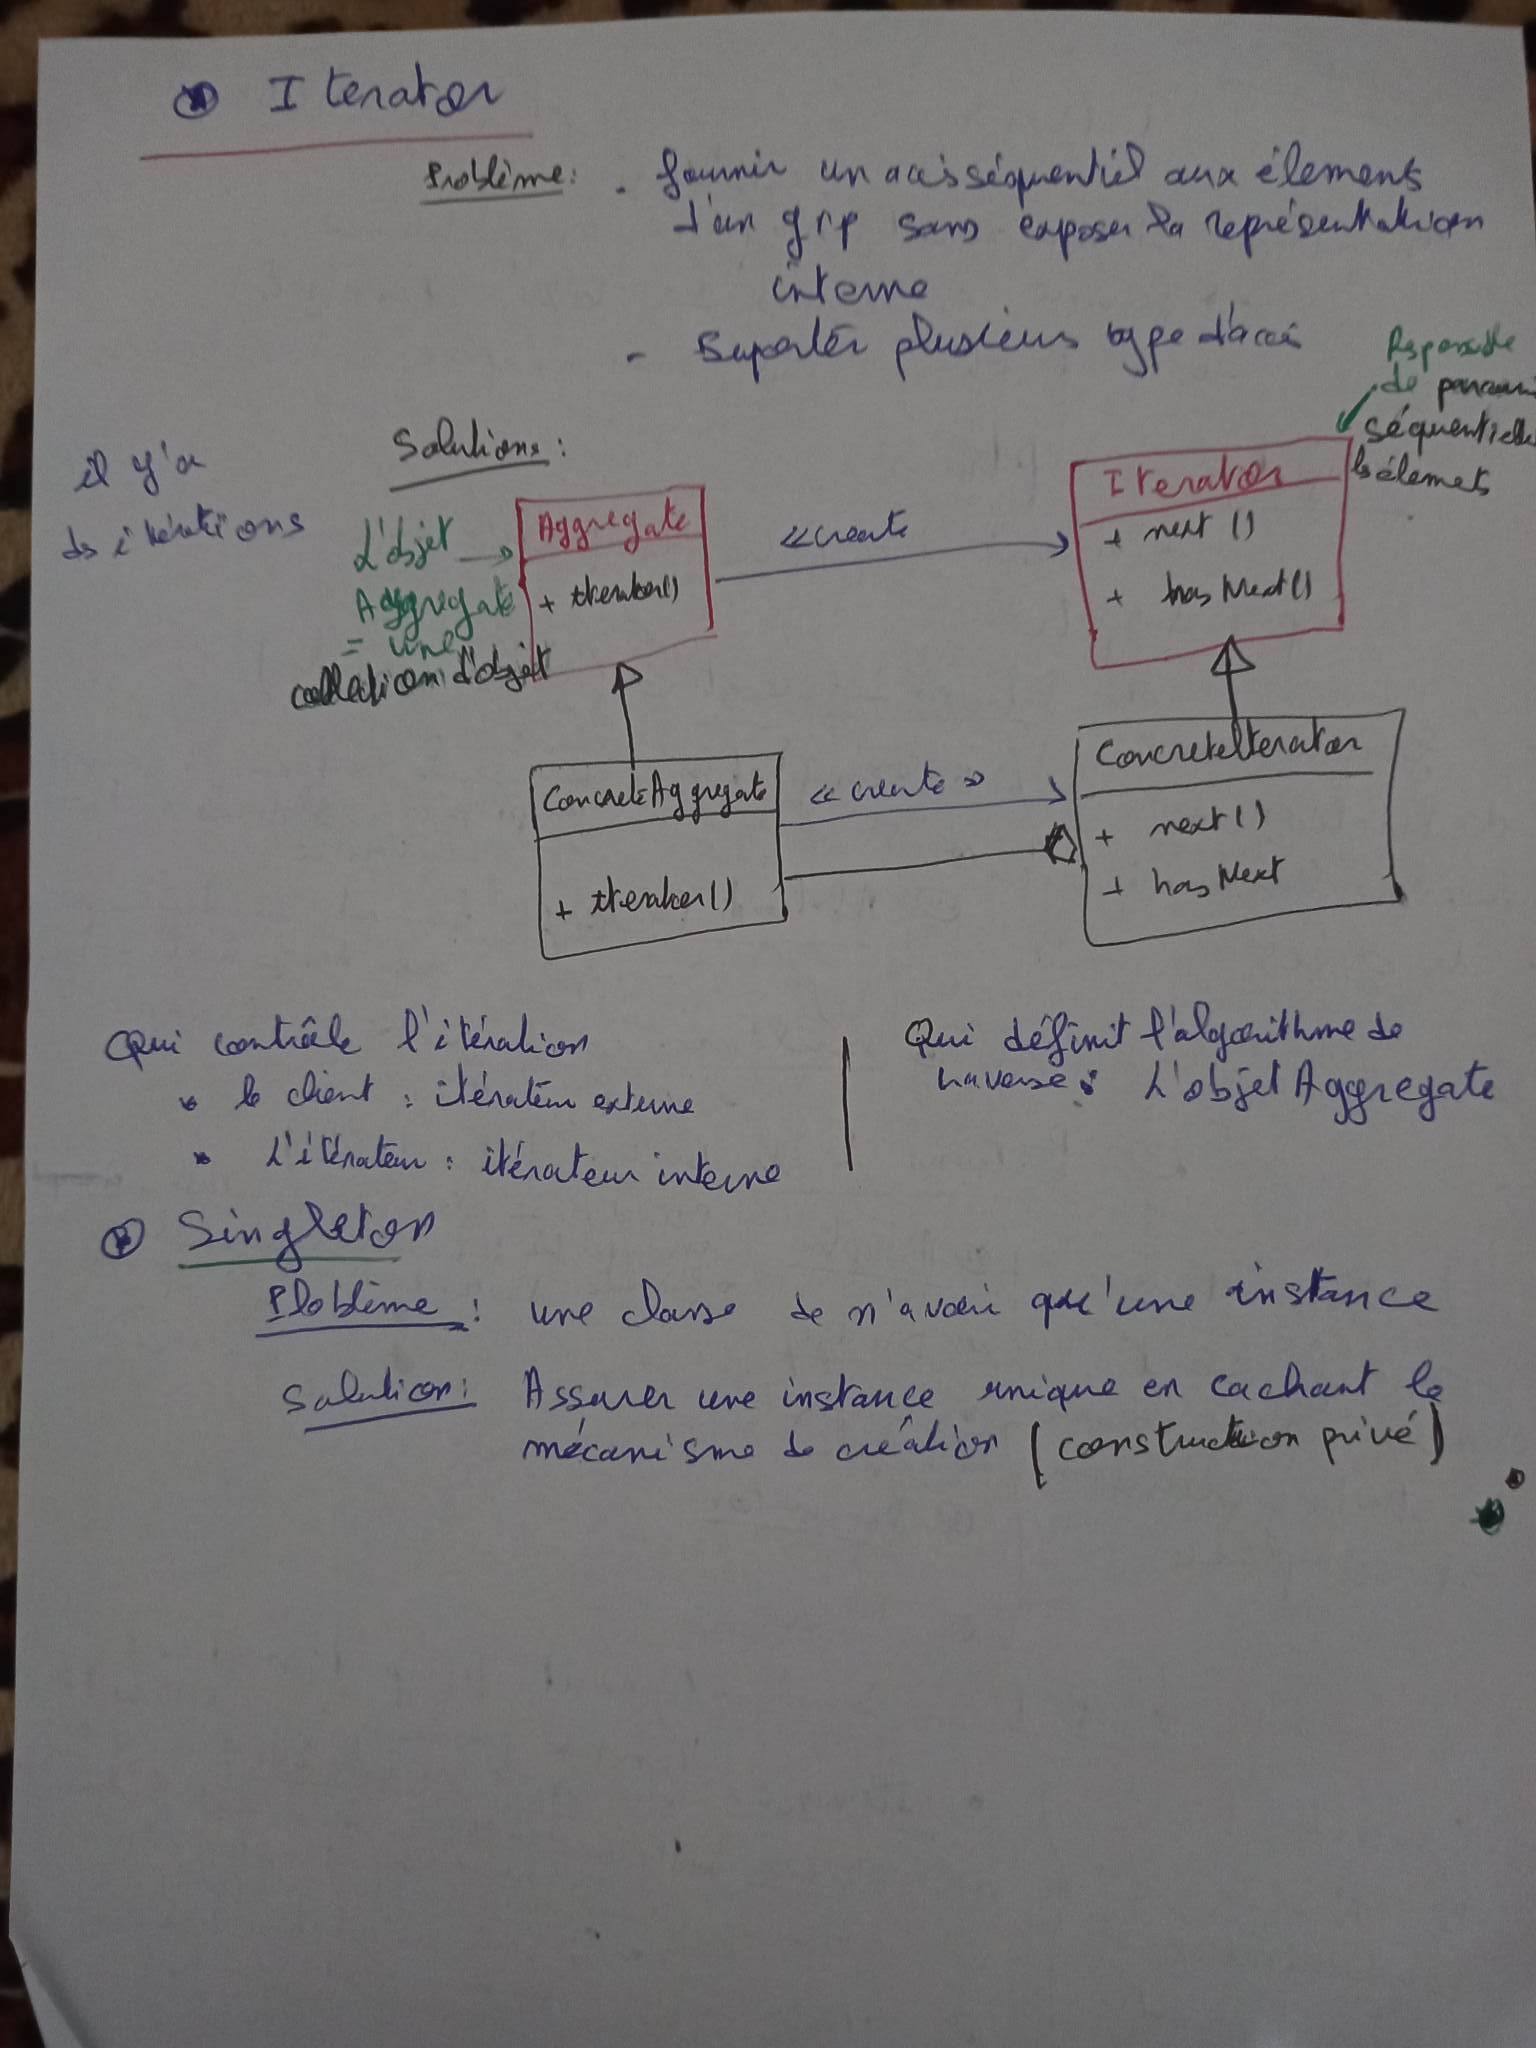 Iterator
Problème : . fournir un accès séquentiel aux élements
d'un grp sans exposer la représentation
interne
- Suporter plusieurs type d'accès
Responsable
de parcourir
séquentielle
ls élemets
il y'a
ds itérations
Solutions :
L'objet
Aggregate
= une
collection d'objet
Aggregate
+ iterator()
<<create
Iterator
+ next ()
+ hasNext()
ConcreteAggregate
+ iterator()
<<create>>
ConcreteIterator
+ next()
+ hasNext
Qui contrôle l'itération
• le client : itérateur externe
• L'itérateur : itérateur interne
Qui définit l'algorithme de
traverse : L'objet Aggregate
Singleton
Problème : une classe de n'avoir qu'une instance
Solution : Assurer une instance unique en cachant le
mécanisme de création (construction privé)